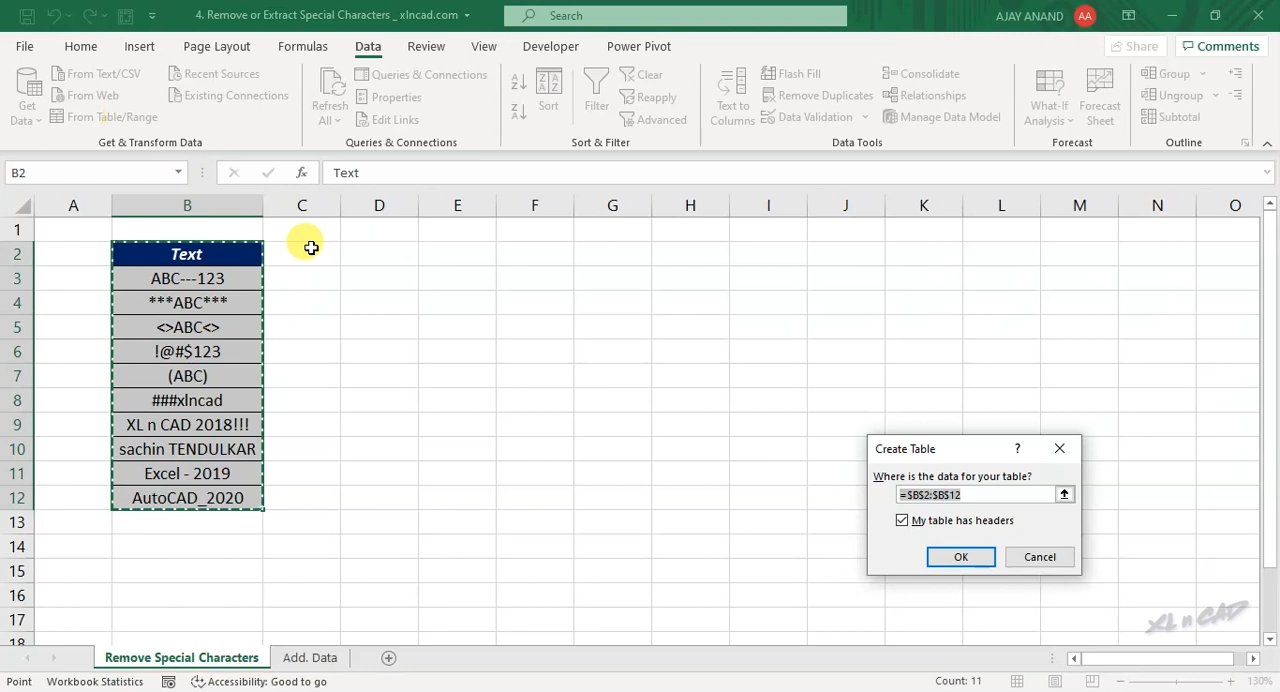 4. Remove or Extract Special Characters _ xlncad.com
Search
AJAY ANAND AA
File Home Insert Page Layout Formulas Data Review View Developer Power Pivot Share Comments
Get Data
From Text/CSV
From Web
From Table/Range
Recent Sources
Existing Connections
Get & Transform Data
Refresh All
Queries & Connections
Properties
Edit Links
Queries & Connections
Sort
Filter
Clear
Reapply
Advanced
Sort & Filter
Text to Columns
Flash Fill
Remove Duplicates
Data Validation
Consolidate
Relationships
Manage Data Model
Data Tools
What-If Analysis
Forecast Sheet
Forecast
Group
Ungroup
Subtotal
Outline
B2 fx Text
A B C D E F G H I J K L M N O
1
2 Text
3 ABC---123
4 ***ABC***
5 <>ABC<>
6 !@#$123
7 (ABC)
8 ###xlncad
9 XL n CAD 2018!!!
10 sachin TENDULKAR
11 Excel - 2019
12 AutoCAD_2020
13
14
15
16
17
18
Create Table ?
Where is the data for your table?
=$B$2:$B$12
My table has headers
OK Cancel
XL n CAD
Remove Special Characters Add. Data
Point Workbook Statistics Accessibility: Good to go Count: 11 130%